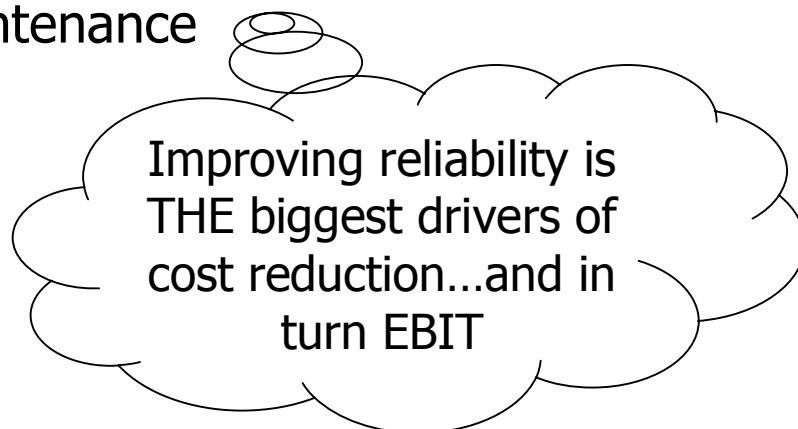 ntenance
Improving reliability is
THE biggest drivers of
cost reduction...and in
turn EBIT